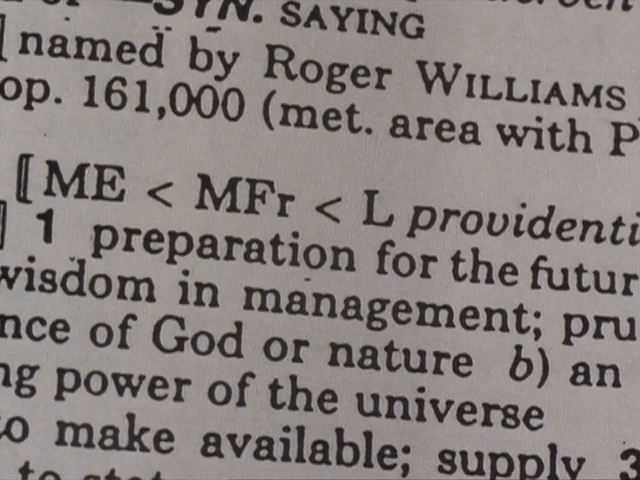 SYN. SAYING
[named by Roger WILLIAMS
op. 161,000 (met. area with P
[ME < MFr < L providenti
] 1 preparation for the futur
wisdom in management; pru
nce of God or nature b) an
ng power of the universe
to make available; supply 3
to